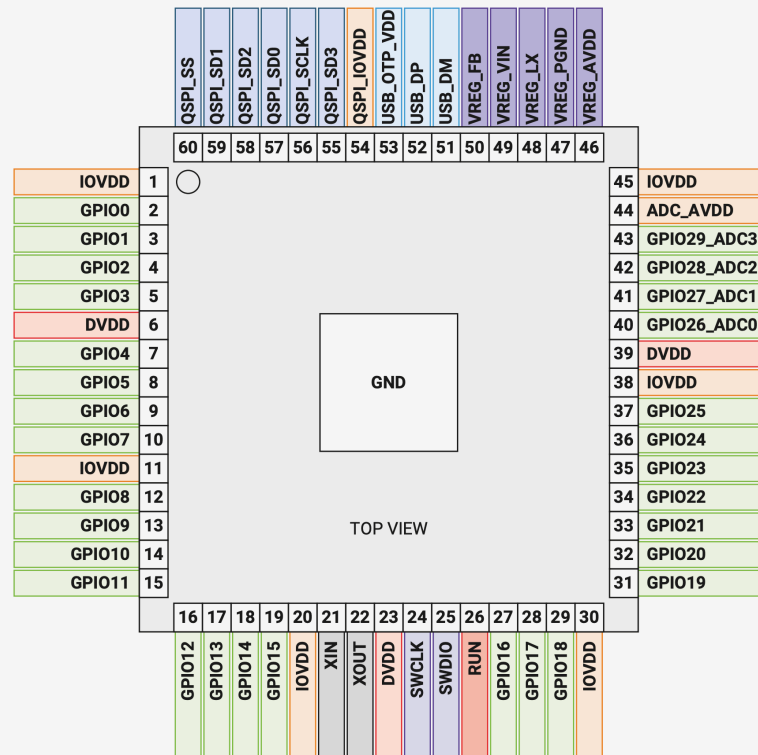 QSPI_SS
QSPI_SD1
QSPI_SD2
QSPI_SD0
QSPI_SCLK
QSPI_SD3
QSPI_IOVDD
USB_OTP_VDD
USB_DP
USB_DM
VREG_FB
VREG_VIN
VREG_LX
VREG_PGND
VREG_AVDD
60 59 58 57 56 55 54 53 52 51 50 49 48 47 46
IOVDD 1 45 IOVDD
GPIO0 2 44 ADC_AVDD
GPIO1 3 43 GPIO29_ADC3
GPIO2 4 42 GPIO28_ADC2
GPIO3 5 41 GPIO27_ADC1
DVDD 6 40 GPIO26_ADC0
GPIO4 7 39 DVDD
GPIO5 8 GND 38 IOVDD
GPIO6 9 37 GPIO25
GPIO7 10 36 GPIO24
IOVDD 11 35 GPIO23
GPIO8 12 34 GPIO22
GPIO9 13 TOP VIEW 33 GPIO21
GPIO10 14 32 GPIO20
GPIO11 15 31 GPIO19
16 17 18 19 20 21 22 23 24 25 26 27 28 29 30
GPIO12
GPIO13
GPIO14
GPIO15
IOVDD
XIN
XOUT
DVDD
SWCLK
SWDIO
RUN
GPIO16
GPIO17
GPIO18
IOVDD